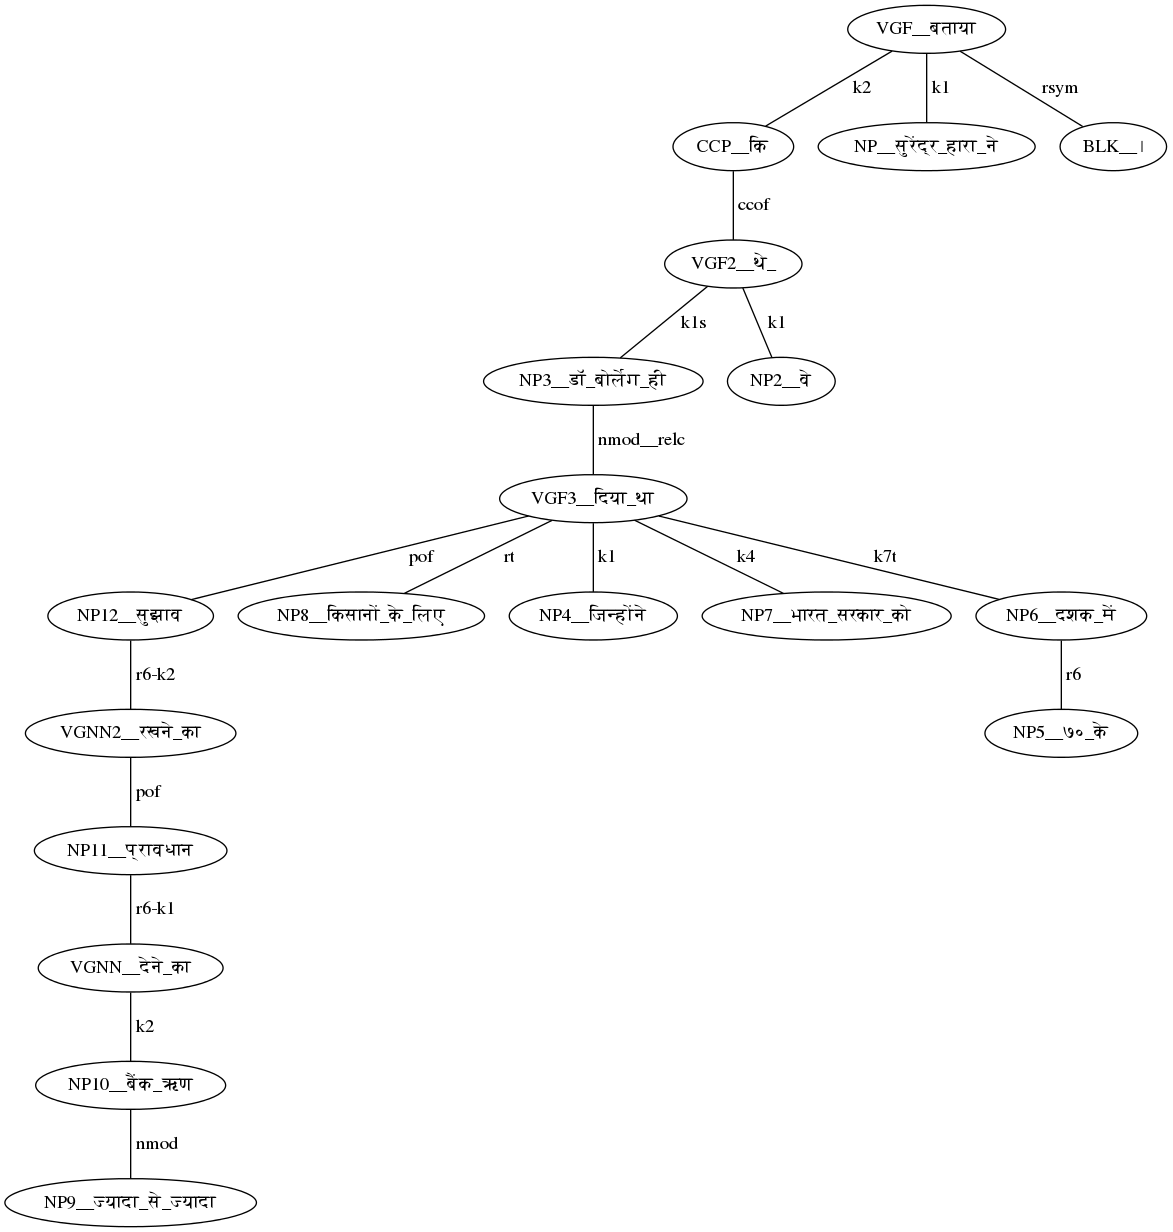 VGF__बताया
k2 k1 rsym
CCP__कि NP__सुरेंद्र_हारा_ने BLK__।
ccof
VGF2__थे_
k1s k1
NP3__डॉ_बोर्लेग_ही NP2__वे
nmod__relc
VGF3__दिया_था
pof rt k1 k4 k7t
NP12__सुझाव NP8__किसानों_के_लिए NP4__जिन्होंने NP7__भारत_सरकार_को NP6__दशक_में
r6-k2 r6
VGNN2__रखने_का NP5__७०_के
pof
NP11__प्रावधान
r6-k1
VGNN__देने_का
k2
NP10__बैंक_ऋण
nmod
NP9__ज्यादा_से_ज्यादा